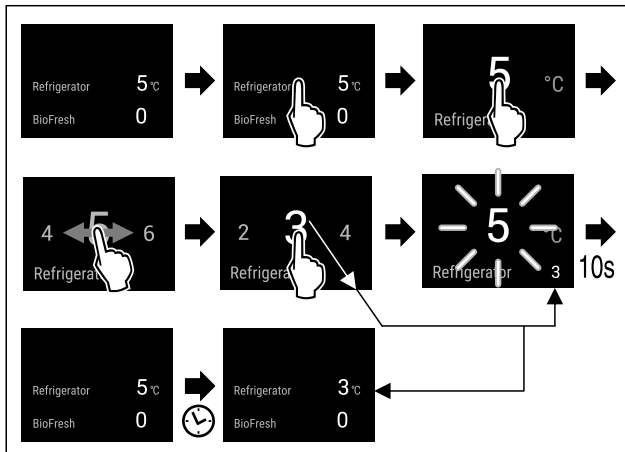 Refrigerator 5 °C
BioFresh 0
Refrigerator 5 °C
BioFresh 0
5 °C
Refriger
4 5 6
Refrigerat
2 3 4
Refrigera
5 °C
Refrigerator 3
10s
Refrigerator 5 °C
BioFresh 0
Refrigerator 3 °C
BioFresh 0